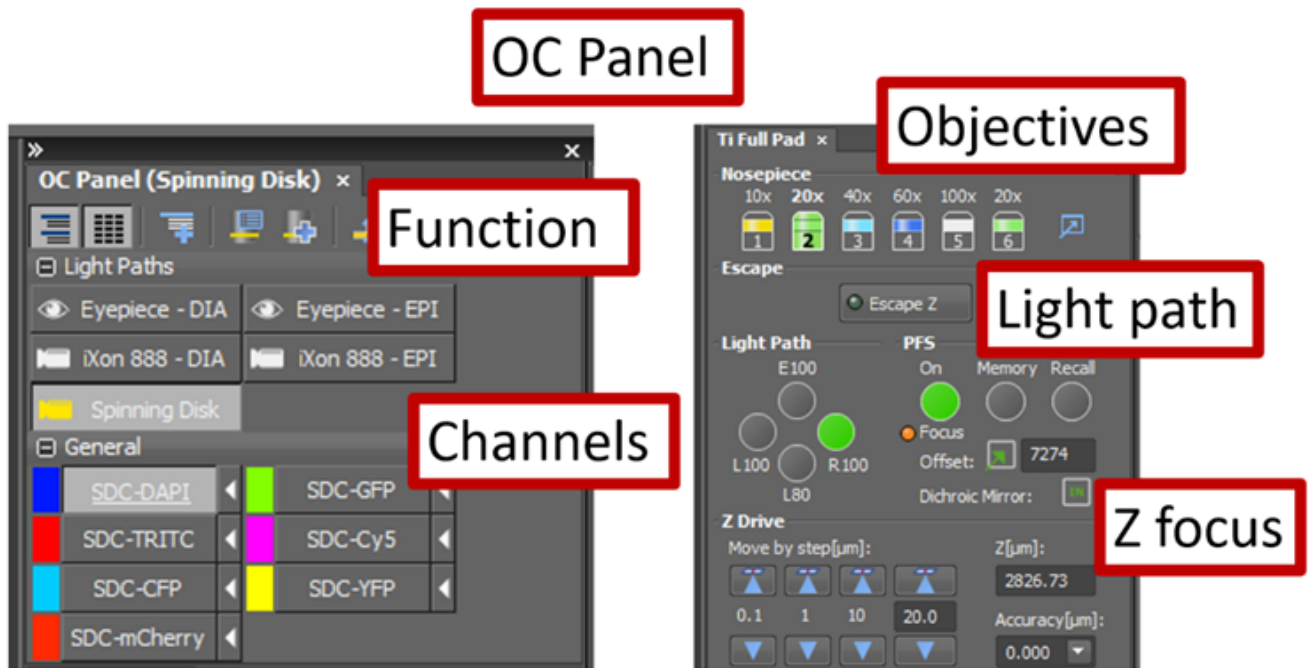 OC Panel
Objectives
Function
Channels
Light path
Z focus
OC Panel (Spinning Disk)
Light Paths
Eyepiece - DIA
Eyepiece - EPI
iXon 888 - DIA
iXon 888 - EPI
Spinning Disk
General
SDC-DAPI
SDC-GFP
SDC-TRITC
SDC-Cy5
SDC-CFP
SDC-YFP
SDC-mCherry
Ti Full Pad
Nosepiece
10x 20x 40x 60x 100x 20x
1 2 3 4 5 6
Escape
Escape Z
Light Path
E100
L100
R100
L80
PFS
On Memory Recall
Focus
Offset: 7274
Dichroic Mirror: IN
Z Drive
Move by step[µm]:
0.1 1 10 20.0
Z[µm]:
2826.73
Accuracy[µm]:
0.000